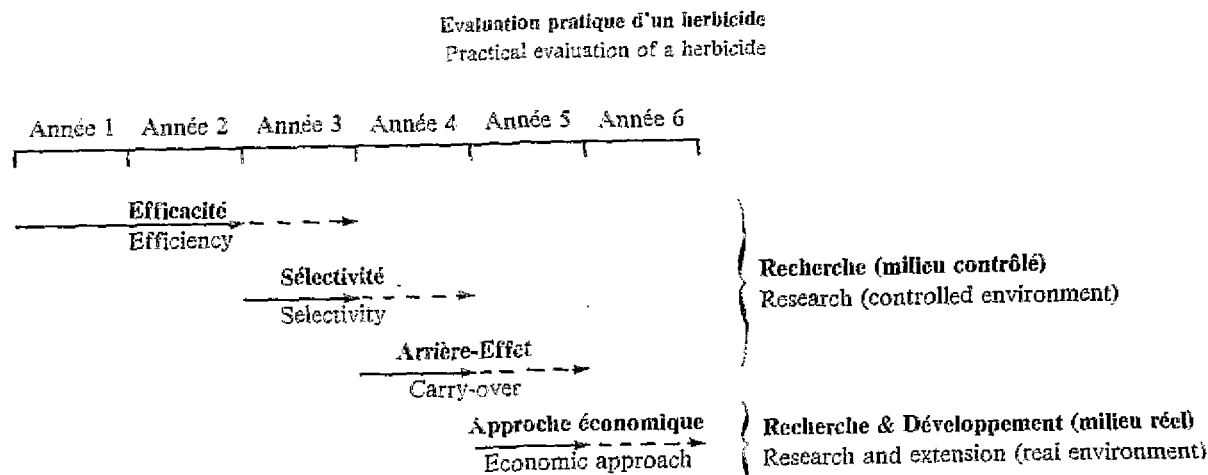 Evaluation pratique d'un herbicide
Practical evaluation of a herbicide
Année 1 Année 2 Année 3 Année 4 Année 5 Année 6
Efficacité
Efficiency
Sélectivité
Selectivity
Arrière-Effet
Carry-over
Recherche (milieu contrôlé)
Research (controlled environment)
Approche économique
Economic approach
Recherche & Développement (milieu réel)
Research and extension (real environment)